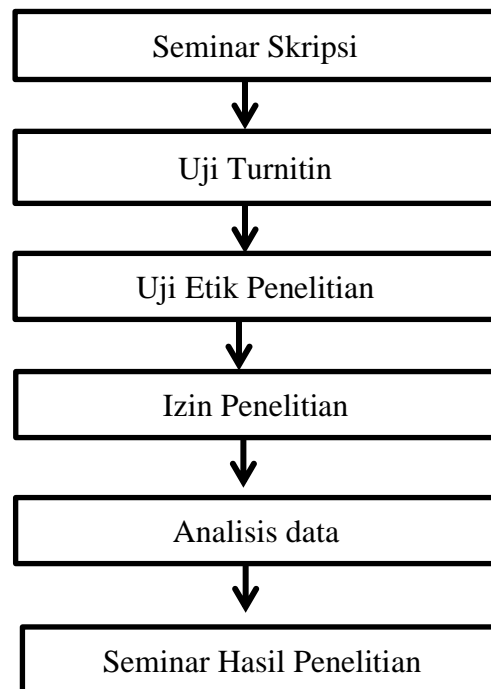 Seminar Skripsi
Uji Turnitin
Uji Etik Penelitian
Izin Penelitian
Analisis data
Seminar Hasil Penelitian